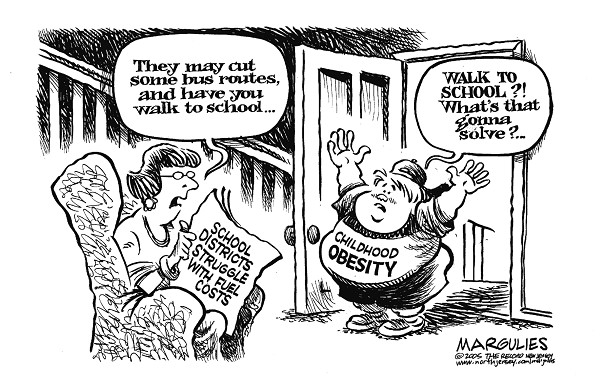 They may cut
some bus routes,
and have you
walk to school...
WALK TO
SCHOOL?!
What's that
gonna
solve?..
SCHOOL
DISTRICTS
STRUGGLE
WITH FUEL
COSTS
CHILDHOOD
OBESITY
MARGULIES
©2005 THE RECORD NEW JERSEY
www.northjersey.com/margulies